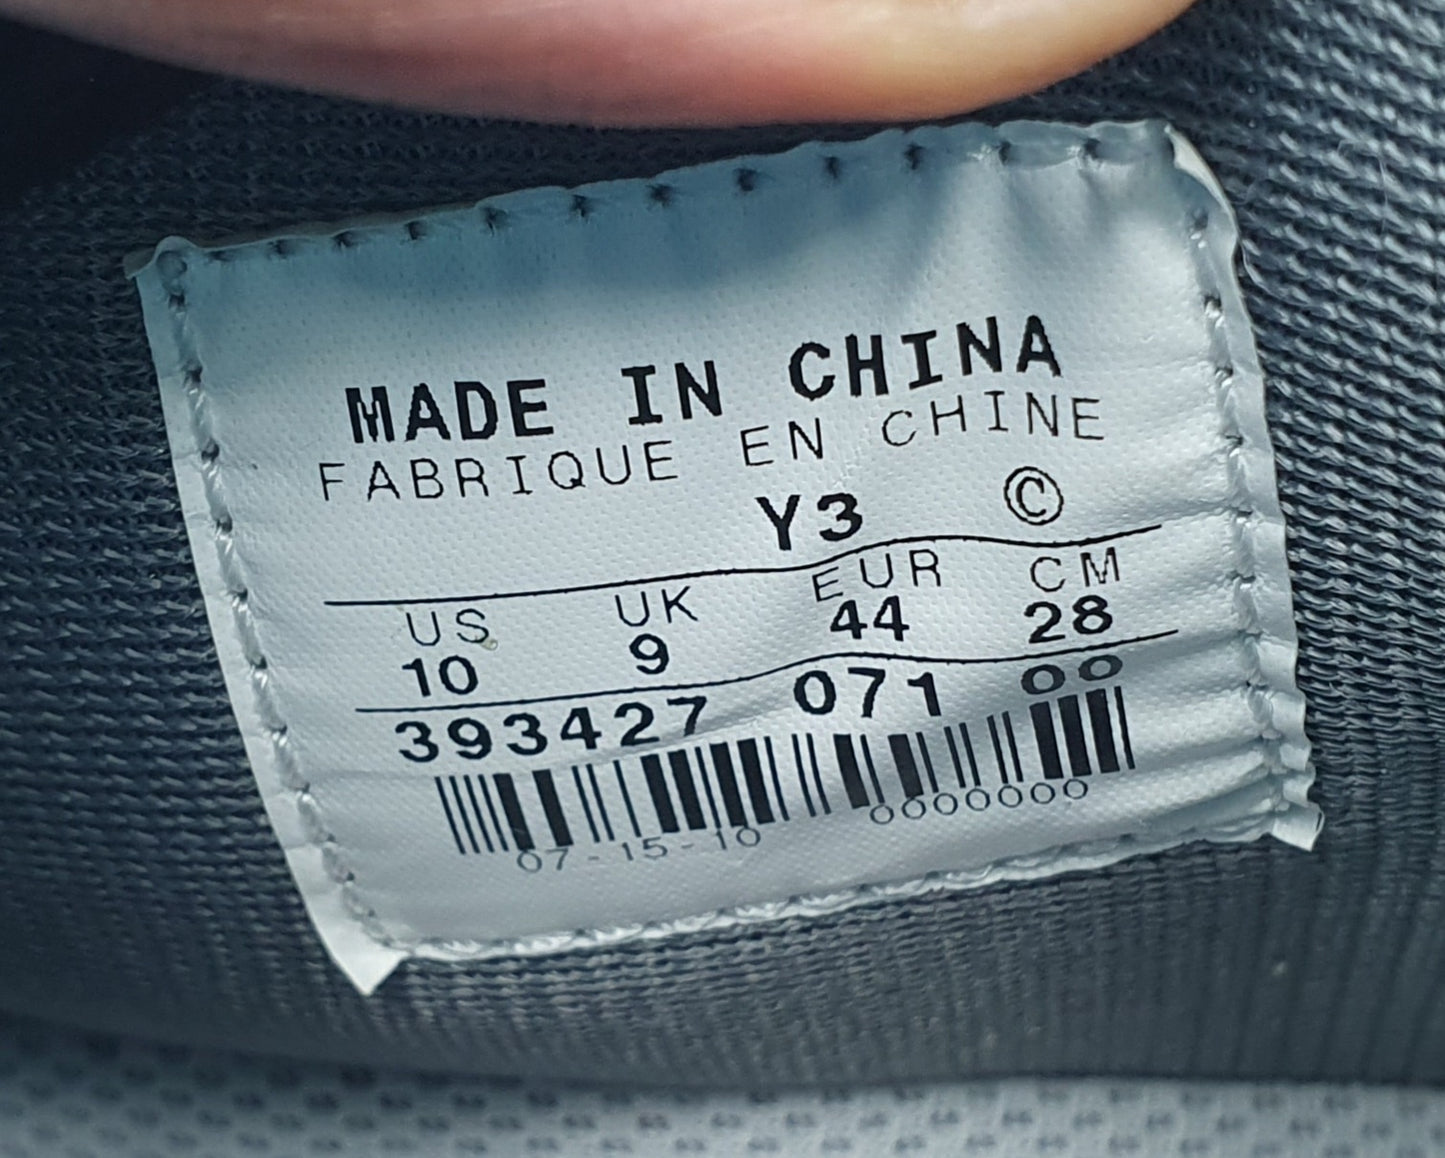 MADE IN CHINA
FABRIQUE EN CHINE
Y3 ©
US UK EUR CM
10 9 44 28
393427 071 00
07-15-10 0000000